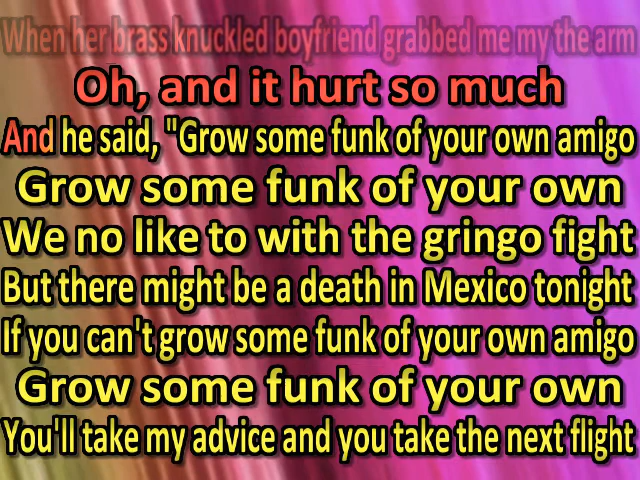 When her brass knuckled boyfriend grabbed me my the arm
Oh, and it hurt so much
And he said, "Grow some funk of your own amigo
Grow some funk of your own
We no like to with the gringo fight
But there might be a death in Mexico tonight
If you can't grow some funk of your own amigo
Grow some funk of your own
You'll take my advice and you take the next flight